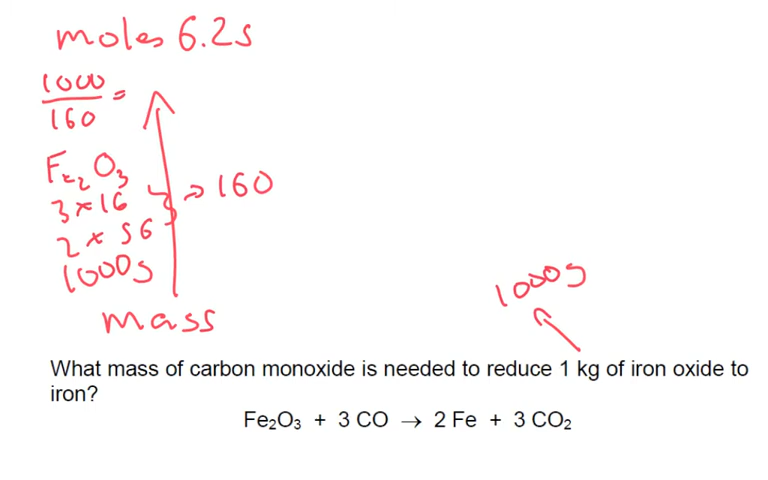 moles 6.25
1000
160
=
Fe₂O₃
3 × 16
→ 160
2 × 56
1000g
mass
1000g
What mass of carbon monoxide is needed to reduce 1 kg of iron oxide to
iron?
Fe₂O₃ + 3 CO → 2 Fe + 3 CO₂